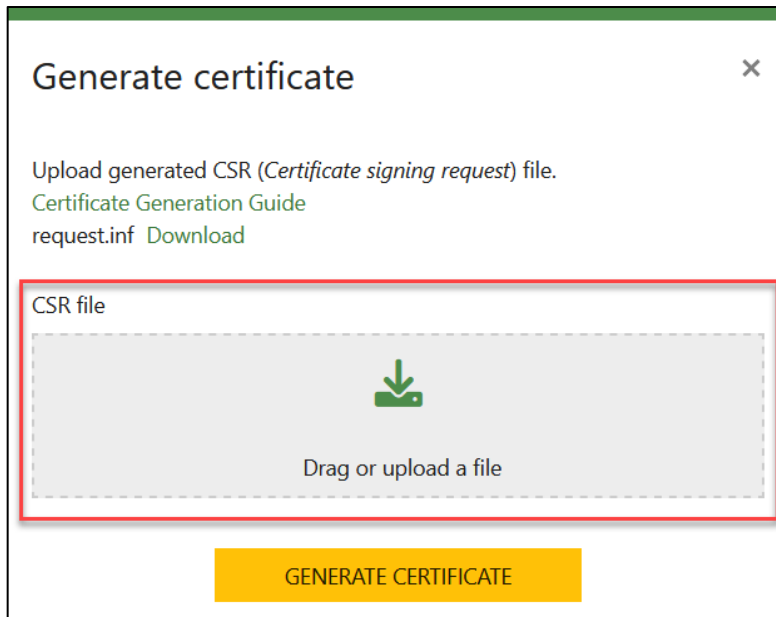 Generate certificate
Upload generated CSR (Certificate signing request) file.
Certificate Generation Guide
request.inf Download
CSR file
Drag or upload a file
GENERATE CERTIFICATE